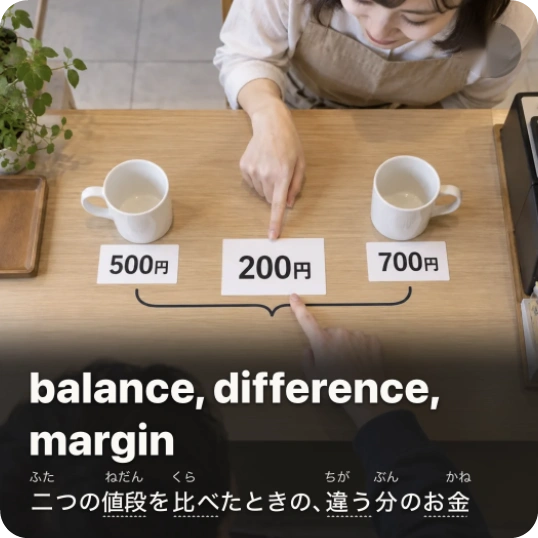 500円
200円
700円
balance, difference,
margin
ふた ねだん くら ちが ぶん かね
二つの値段を比べたときの、違う分のお金